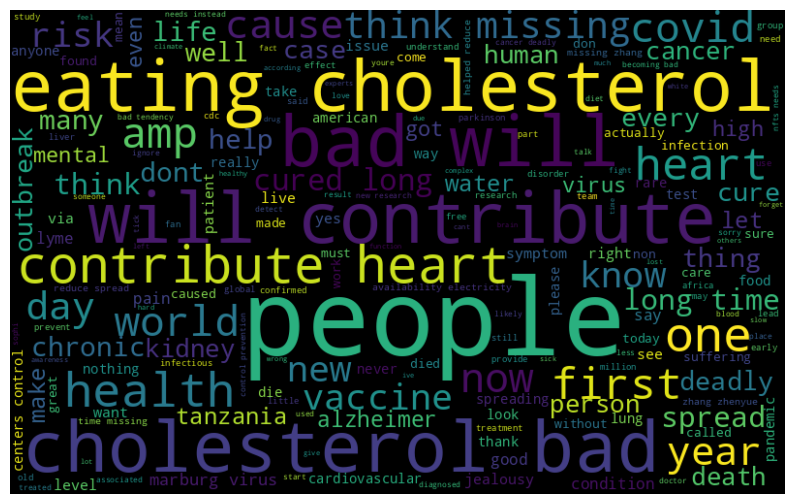 risk life cause think missing covid
even mean well case issue don human cancer
study anyone found come understand helped reduce missing zhang group need
feel climate fact youre cancer deadly becoming bad needs instead
eating cholesterol
many bad tendency cdc take according effect said love experts diet due much white
amp american parkinson part actually every
liver drug
mental help got way talk infection high
ignore really bad will heart
outbreak think dont cured long water virus rare test cure
lyme via patient live made yes fan result new research disorder research free complex fight team
someone healthy detect tick nfts needs forget
will contribute let
contribute heart symptom right non thing sure
sorry others
must work please know care food
day world pain caused global availability electricity africa may lead
reduce spread confirmed likely say long time
prevent hard people blood slow
chronic kidney still today see one
centers control infectious central prevention place early
make nothing died never provide less suffering
awareness wrong sick
health die new now million first deadly
great want little spreading zhang zhenyue
time missing tanzania vaccine look person spread
used alzheimer treatment lung without called pandemic
cholesterol bad thank good year
lot give
level marburg virus start cardiovascular jealousy condition death
old treated associated diagnosed doctor